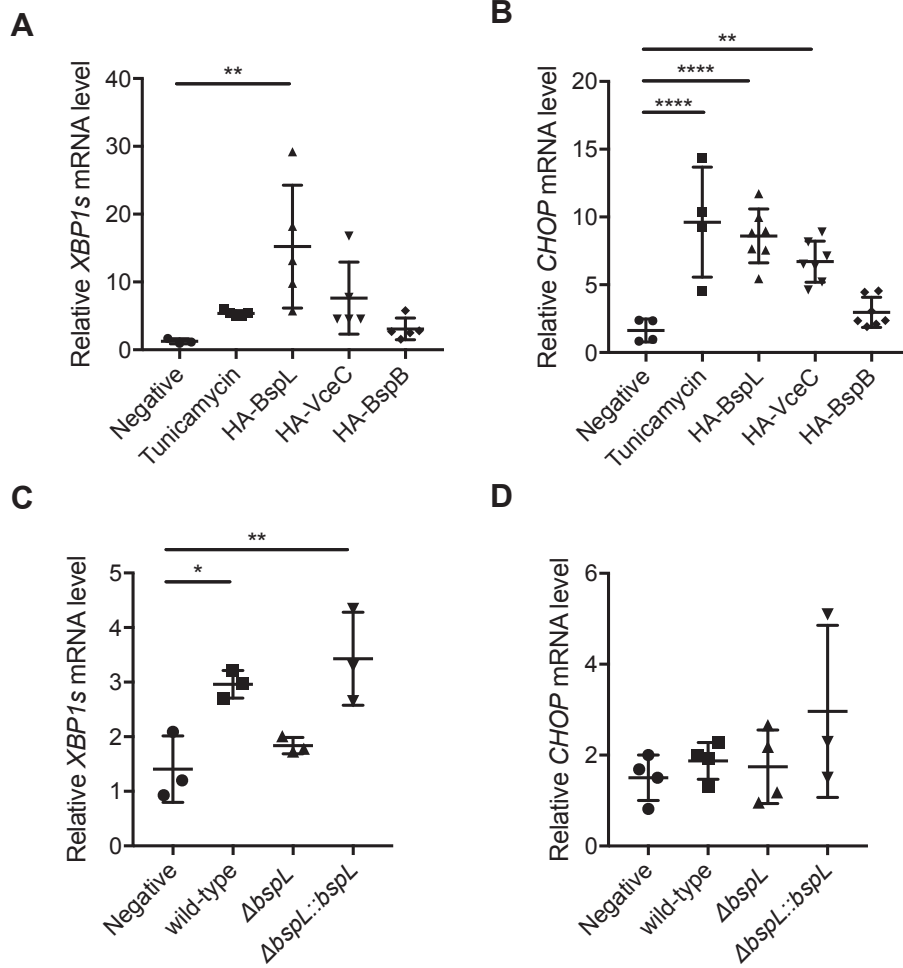 A
Relative XBP1s mRNA level
40
30
20
10
0
**
Negative
Tunicamycin
HA-BspL
HA-VceC
HA-BspB
B
Relative CHOP mRNA level
20
15
10
5
0
**
****
****
Negative
Tunicamycin
HA-BspL
HA-VceC
HA-BspB
C
Relative XBP1s mRNA level
5
4
3
2
1
0
**
*
Negative
wild-type
ΔbspL
ΔbspL::bspL
D
Relative CHOP mRNA level
6
4
2
0
Negative
wild-type
ΔbspL
ΔbspL::bspL